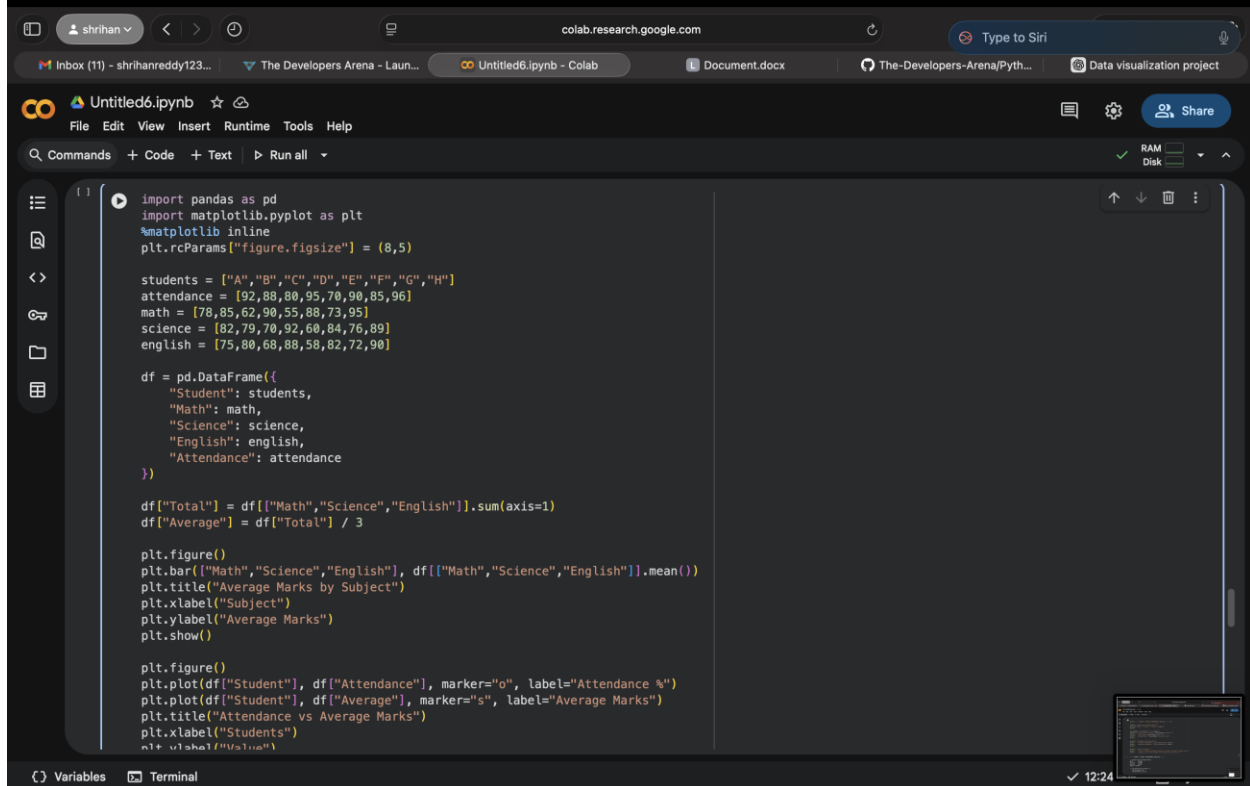 shrihan
colab.research.google.com
Type to Siri
Inbox (11) - shrihanreddy123...
The Developers Arena - Laun...
Untitled6.ipynb - Colab
Document.docx
The-Developers-Arena/Pyth...
Data visualization project
Untitled6.ipynb
File Edit View Insert Runtime Tools Help
Share
Commands + Code + Text Run all
RAM
Disk
[ ]
import pandas as pd
import matplotlib.pyplot as plt
%matplotlib inline
plt.rcParams["figure.figsize"] = (8,5)
students = ["A","B","C","D","E","F","G","H"]
attendance = [92,88,80,95,70,90,85,96]
math = [78,85,62,90,55,88,73,95]
science = [82,79,70,92,60,84,76,89]
english = [75,80,68,88,58,82,72,90]
df = pd.DataFrame({
    "Student": students,
    "Math": math,
    "Science": science,
    "English": english,
    "Attendance": attendance
})
df["Total"] = df[["Math","Science","English"]].sum(axis=1)
df["Average"] = df["Total"] / 3
plt.figure()
plt.bar(["Math","Science","English"], df[["Math","Science","English"]].mean())
plt.title("Average Marks by Subject")
plt.xlabel("Subject")
plt.ylabel("Average Marks")
plt.show()
plt.figure()
plt.plot(df["Student"], df["Attendance"], marker="o", label="Attendance %")
plt.plot(df["Student"], df["Average"], marker="s", label="Average Marks")
plt.title("Attendance vs Average Marks")
plt.xlabel("Students")
plt.ylabel("Value")
Variables Terminal
12:24